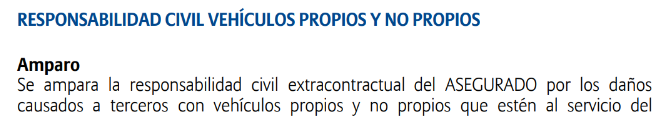 RESPONSABILIDAD CIVIL VEHÍCULOS PROPIOS Y NO PROPIOS
Amparo
Se ampara la responsabilidad civil extracontractual del ASEGURADO por los daños
causados a terceros con vehículos propios y no propios que estén al servicio del